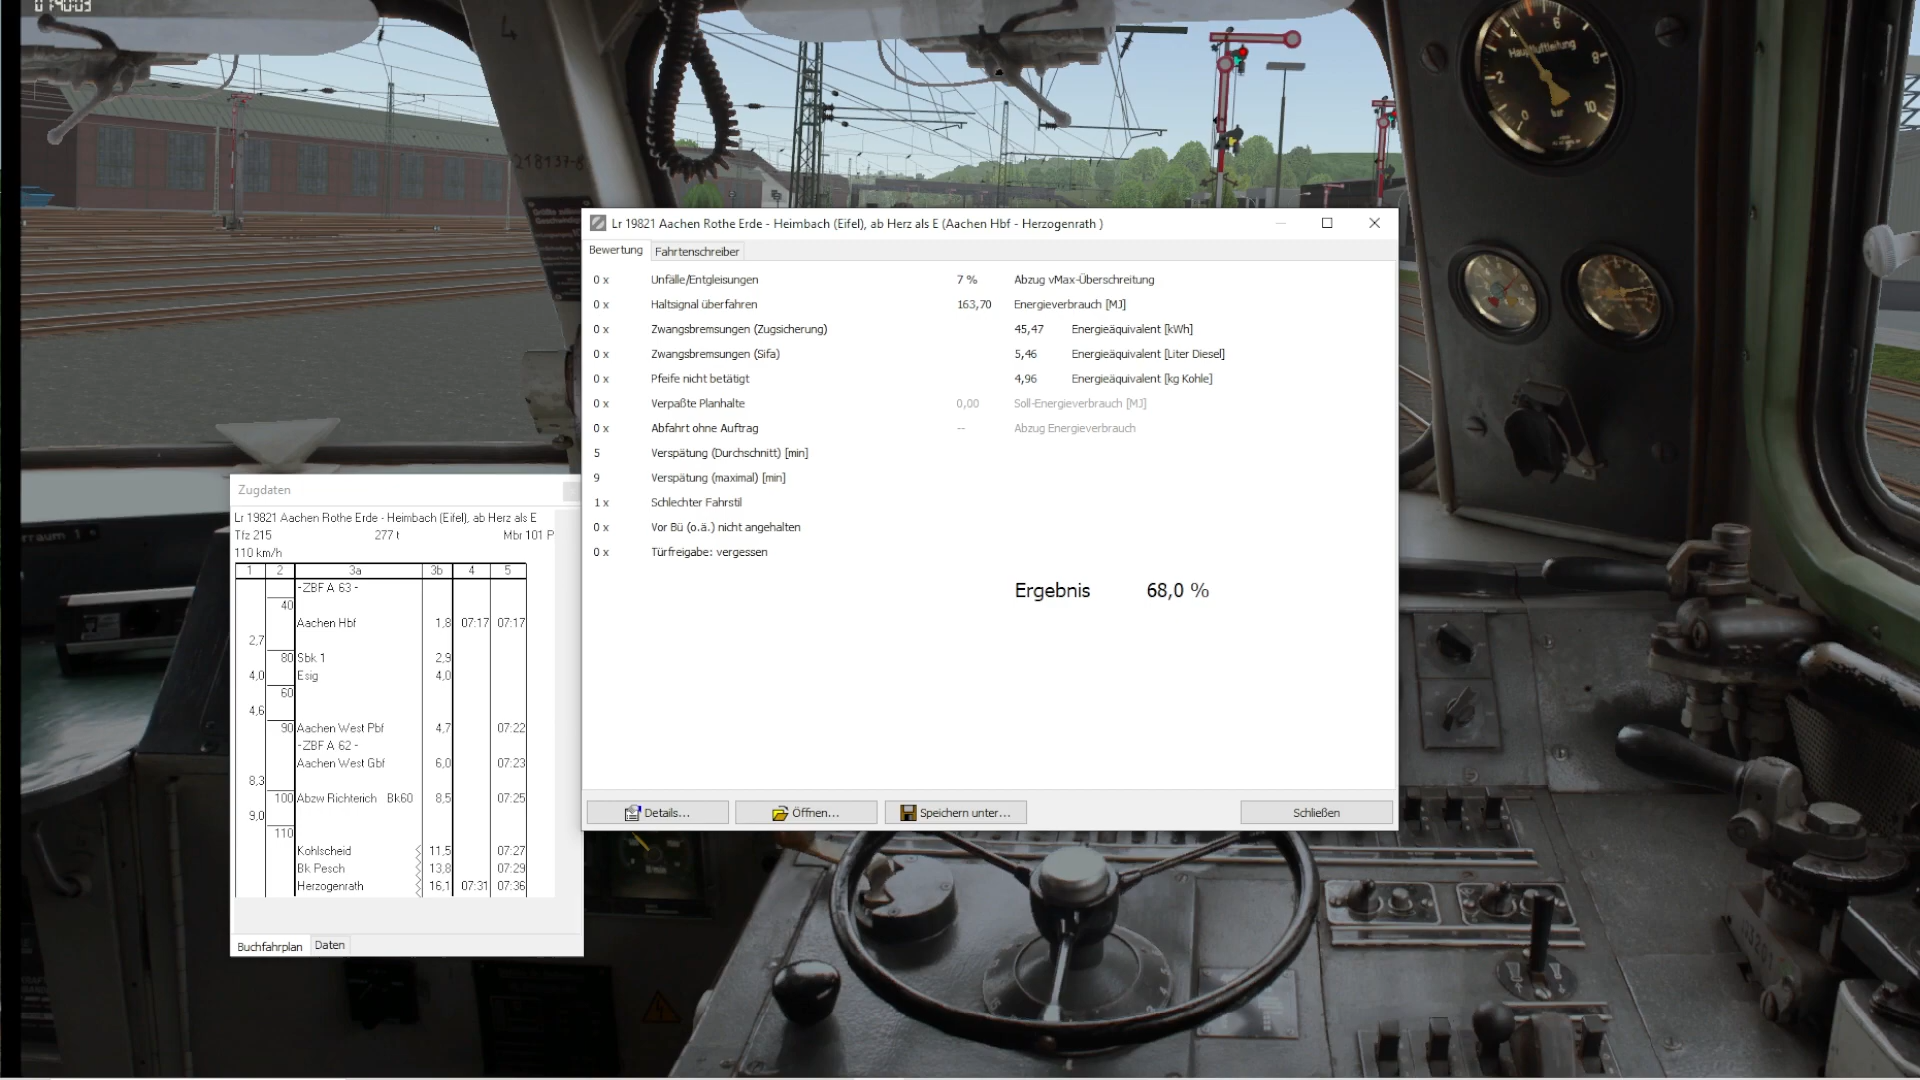 218137-8
Hauptluftleitung
0
2
4
6
8
10
bar
Lr 19821 Aachen Rothe Erde - Heimbach (Eifel), ab Herz als E (Aachen Hbf - Herzogenrath )
Bewertung Fahrtenschreiber
0 x Unfälle/Entgleisungen 7 % Abzug vMax-Überschreitung
0 x Haltsignal überfahren 163,70 Energieverbrauch [MJ]
0 x Zwangsbremsungen (Zugsicherung) 45,47 Energieäquivalent [kWh]
0 x Zwangsbremsungen (Sifa) 5,46 Energieäquivalent [Liter Diesel]
0 x Pfeife nicht betätigt 4,96 Energieäquivalent [kg Kohle]
0 x Verpaßte Planhalte 0,00 Soll-Energieverbrauch [MJ]
0 x Abfahrt ohne Auftrag -- Abzug Energieverbrauch
5 Verspätung (Durchschnitt) [min]
9 Verspätung (maximal) [min]
1 x Schlechter Fahrstil
0 x Vor Bü (o.ä.) nicht angehalten
0 x Türfreigabe: vergessen
Ergebnis 68,0 %
Details... Öffnen... Speichern unter... Schließen
Zugdaten
Lr 19821 Aachen Rothe Erde - Heimbach (Eifel), ab Herz als E
Tfz 215 277 t Mbr 101 P
110 km/h
1 2 3a 3b 4 5
-ZBF A 63 -
40
Aachen Hbf 1,8 07:17 07:17
2,7
80 Sbk 1 2,9
4,0 Esig 4,0
60
4,6
90 Aachen West Pbf 4,7 07:22
-ZBF A 62 -
Aachen West Gbf 6,0 07:23
8,3
100 Abzw Richterich Bk60 8,5 07:25
9,0
110
Kohlscheid 11,5 07:27
Bk Pesch 13,8 07:29
Herzogenrath 16,1 07:31 07:36
Buchfahrplan Daten